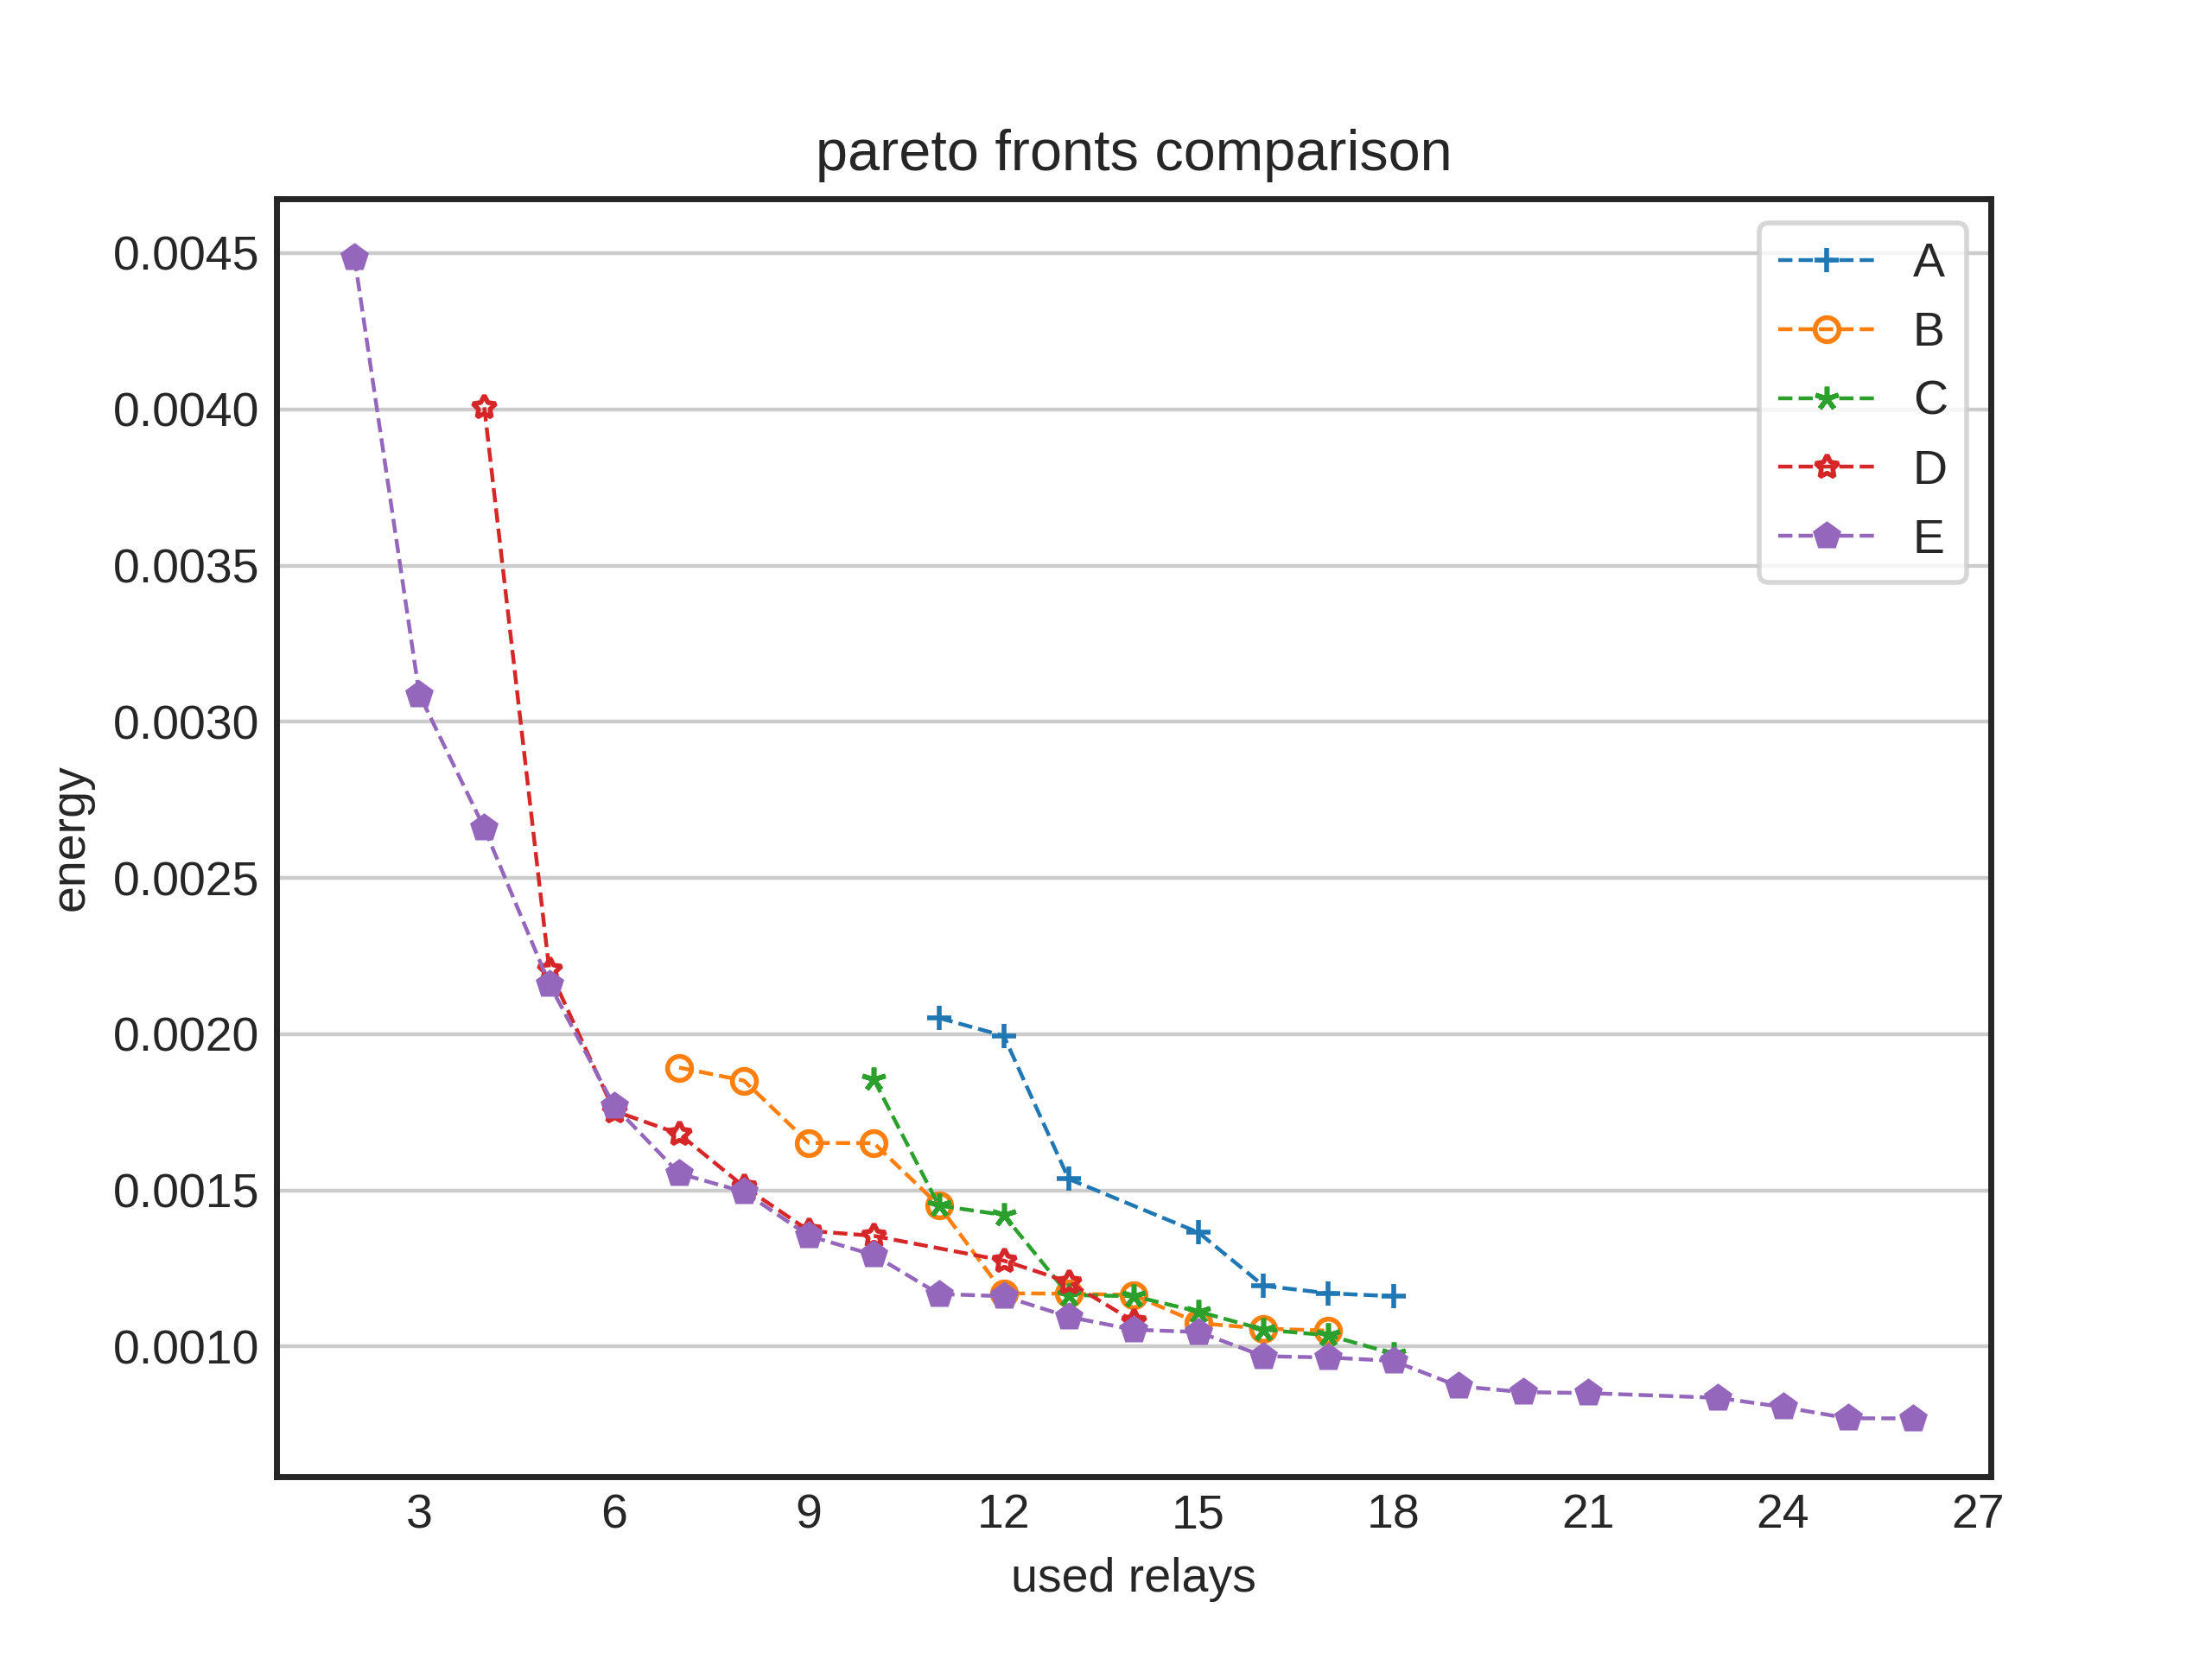 pareto fronts comparison
0.0045
0.0040
0.0035
0.0030
0.0025
0.0020
0.0015
0.0010
energy
A
B
C
D
E
3 6 9 12 15 18 21 24 27
used relays